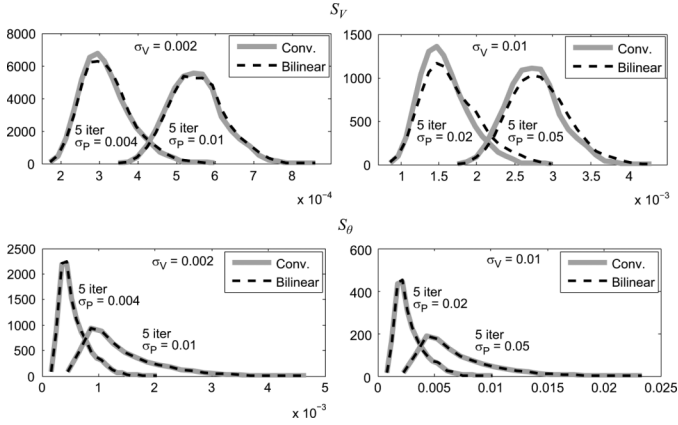 S_V
σ_V = 0.002
Conv.
Bilinear
8000
6000
4000
2000
0
5 iter
σ_P = 0.004
5 iter
σ_P = 0.01
2 3 4 5 6 7 8
x 10⁻⁴
σ_V = 0.01
Conv.
Bilinear
1500
1000
500
0
5 iter
σ_P = 0.02
5 iter
σ_P = 0.05
1 1.5 2 2.5 3 3.5 4
x 10⁻³
S_θ
σ_V = 0.002
Conv.
Bilinear
2500
2000
1500
1000
500
0
5 iter
σ_P = 0.004
5 iter
σ_P = 0.01
0 1 2 3 4 5
x 10⁻³
σ_V = 0.01
Conv.
Bilinear
600
400
200
0
5 iter
σ_P = 0.02
5 iter
σ_P = 0.05
0 0.005 0.01 0.015 0.02 0.025